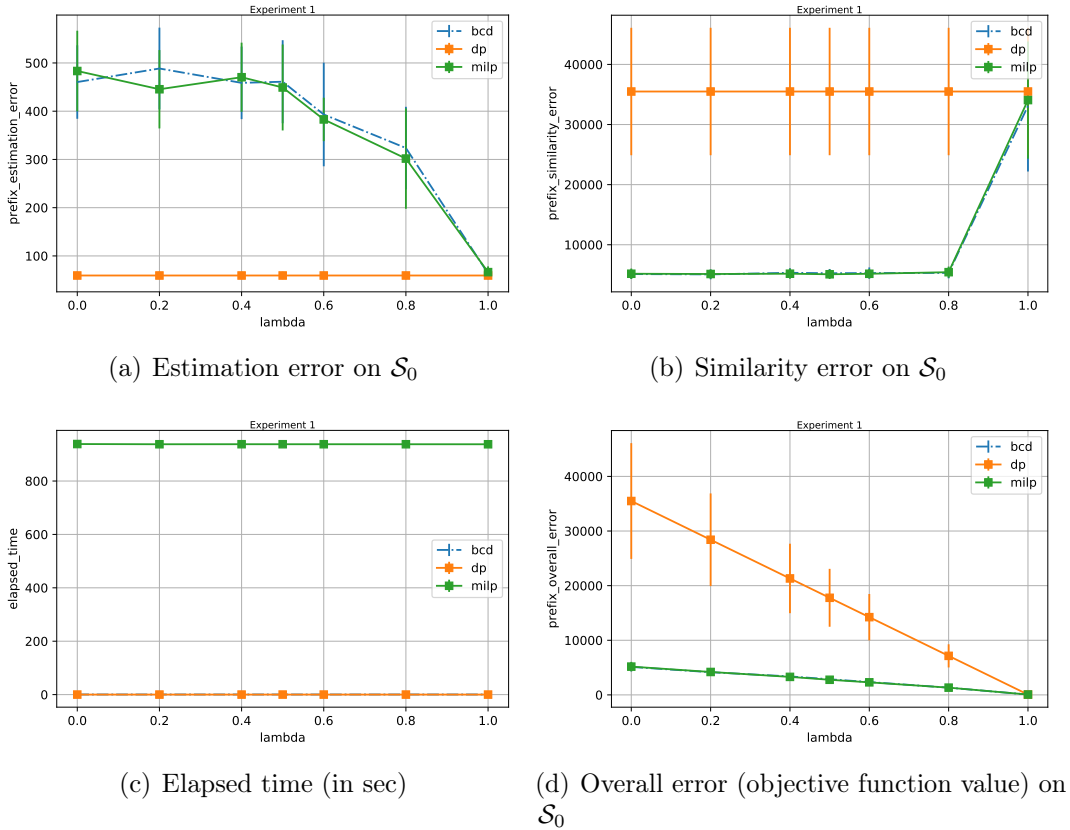 Experiment 1
bcd
dp
milp
500
400
300
200
100
prefix_estimation_error
0.0 0.2 0.4 0.6 0.8 1.0
lambda
(a) Estimation error on 𝒮₀
Experiment 1
bcd
dp
milp
40000
30000
20000
10000
prefix_similarity_error
0.0 0.2 0.4 0.6 0.8 1.0
lambda
(b) Similarity error on 𝒮₀
Experiment 1
bcd
dp
milp
800
600
400
200
0
elapsed_time
0.0 0.2 0.4 0.6 0.8 1.0
lambda
(c) Elapsed time (in sec)
Experiment 1
bcd
dp
milp
40000
30000
20000
10000
0
prefix_overall_error
0.0 0.2 0.4 0.6 0.8 1.0
lambda
(d) Overall error (objective function value) on
𝒮₀